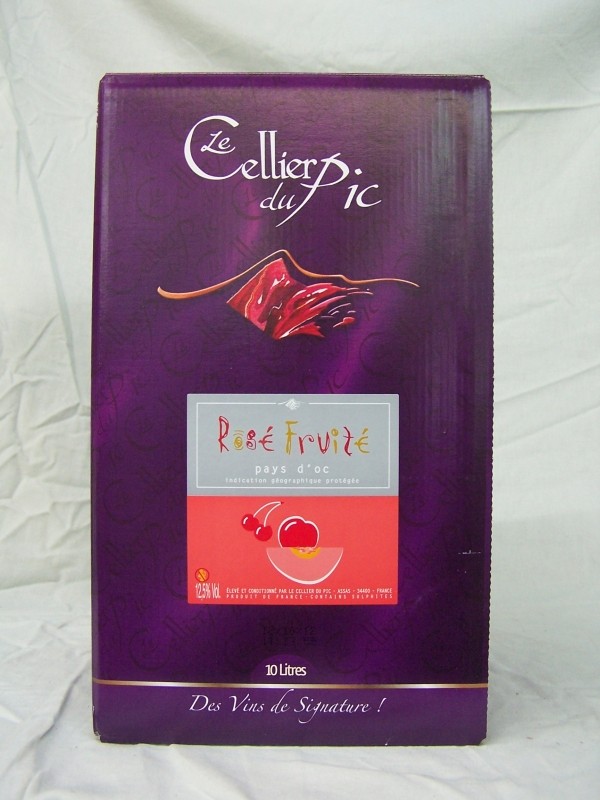 Le
Cellier
du Pic
Rosé Fruité
pays d'oc
indication géographique protégée
12,5% Vol.
ÉLEVÉ ET CONDITIONNÉ PAR LE CELLIER DU PIC - ASSAS - 34400 - FRANCE
PRODUIT DE FRANCE - CONTAINS SULPHITES
10 Litres
Des Vins de Signature !